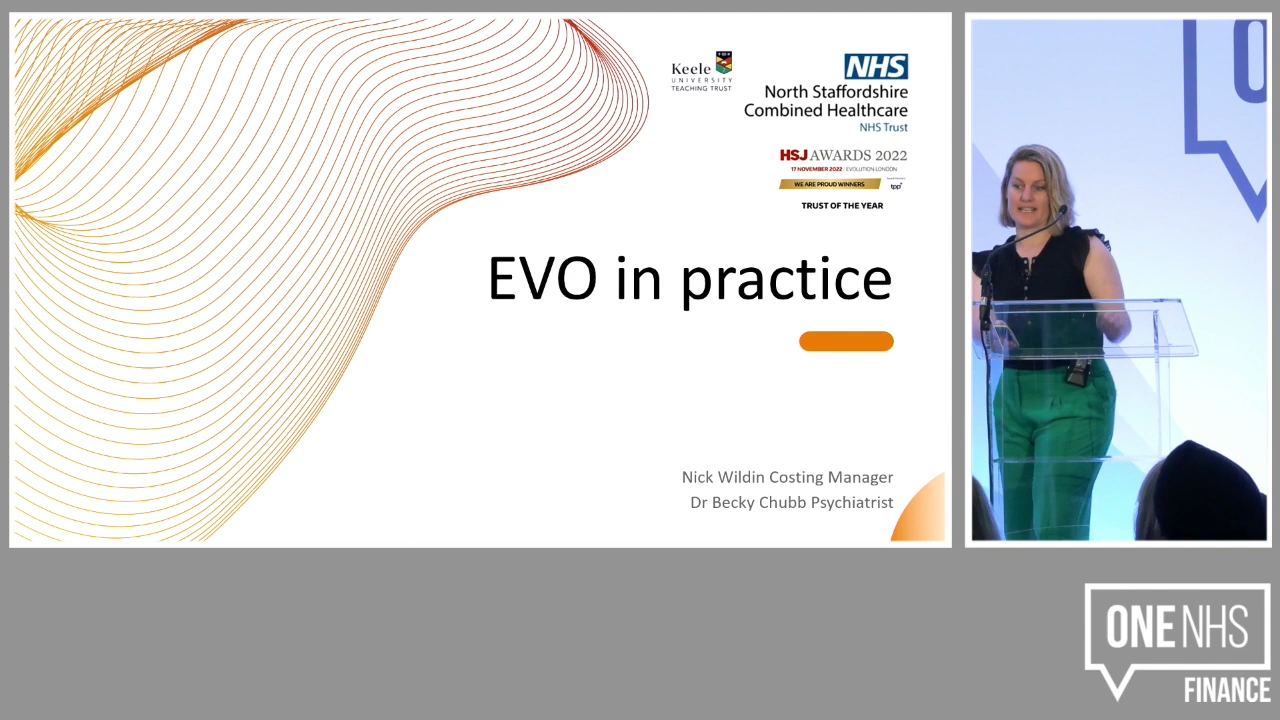 Keele
UNIVERSITY
TEACHING TRUST
NHS
North Staffordshire
Combined Healthcare
NHS Trust
HSJ AWARDS 2022
17 NOVEMBER 2022 | EVOLUTION LONDON
WE ARE PROUD WINNERS
tpp
TRUST OF THE YEAR
EVO in practice
Nick Wildin Costing Manager
Dr Becky Chubb Psychiatrist
ONE NHS
FINANCE